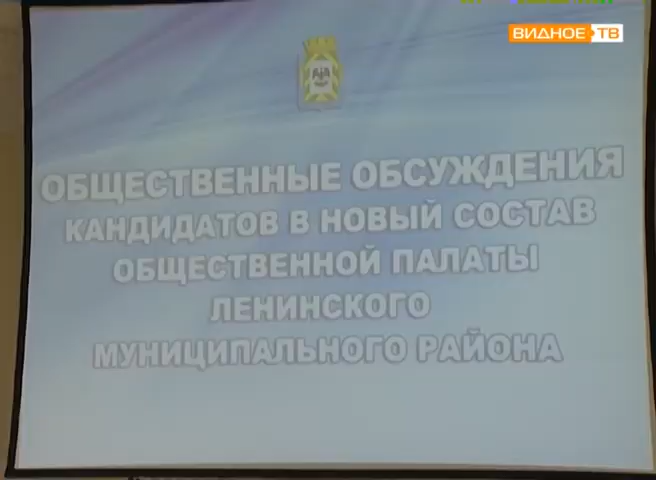 ВИДНОЕ ТВ
ОБЩЕСТВЕННЫЕ ОБСУЖДЕНИЯ
КАНДИДАТОВ В НОВЫЙ СОСТАВ
ОБЩЕСТВЕННОЙ ПАЛАТЫ
ЛЕНИНСКОГО
МУНИЦИПАЛЬНОГО РАЙОНА